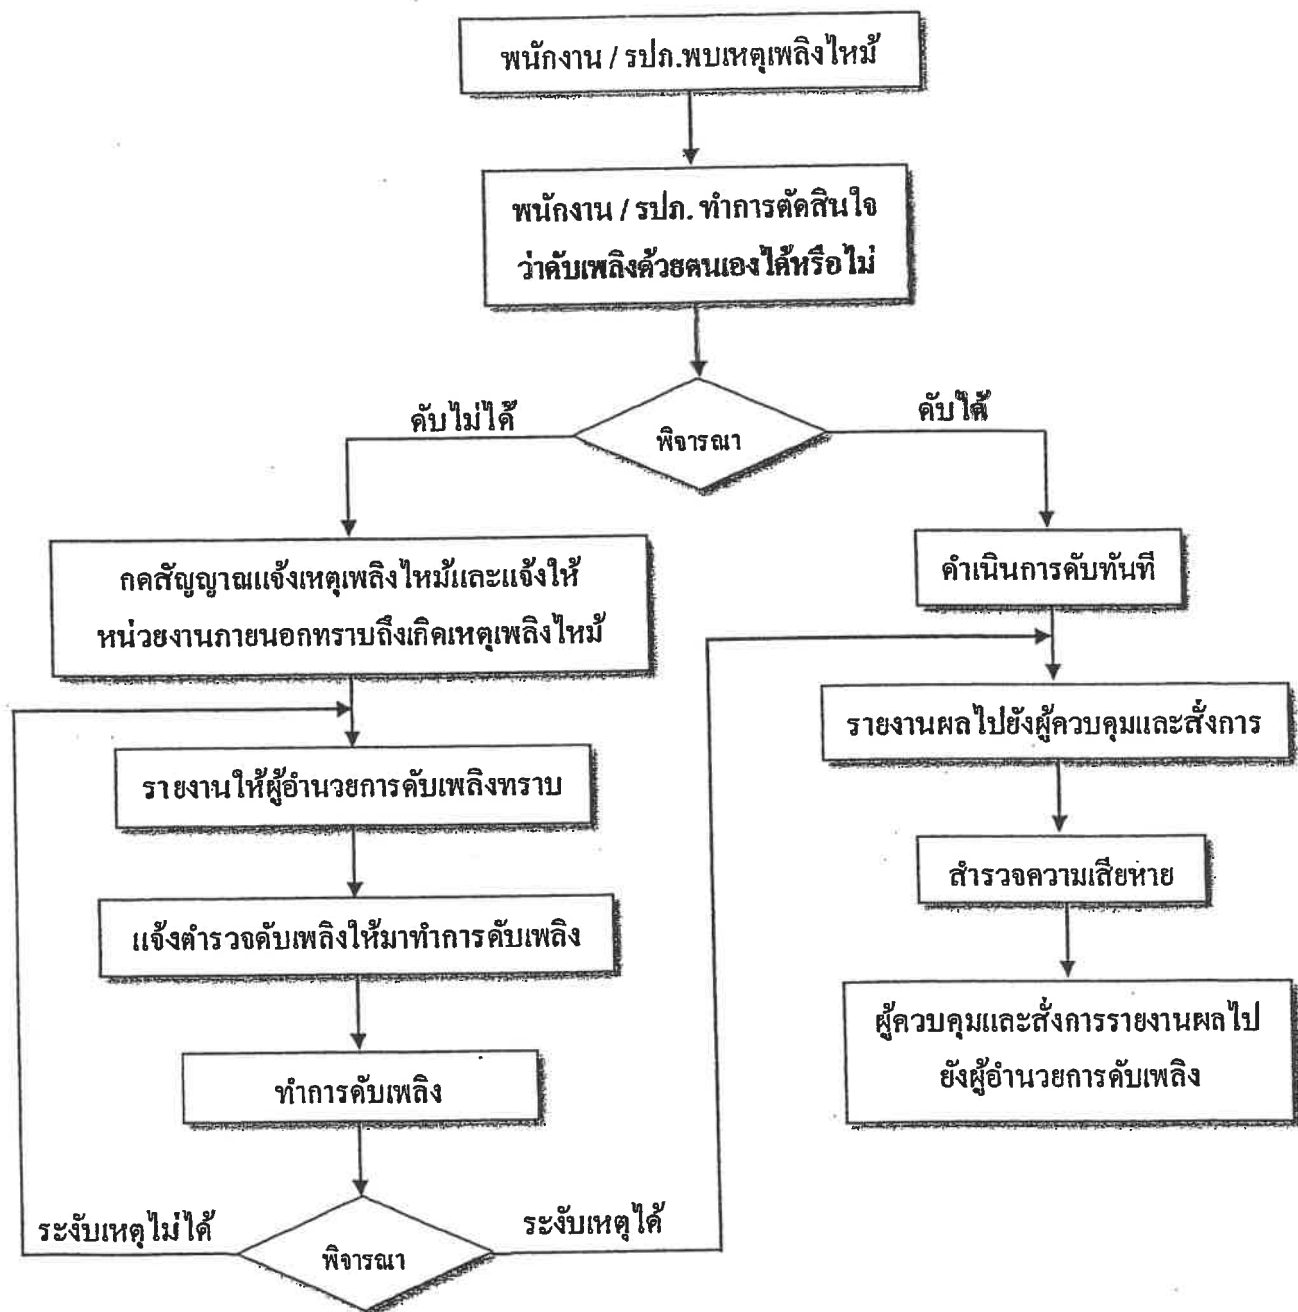 พนักงาน / รปภ.พบเหตุเพลิงไหม้
พนักงาน / รปภ. ทำการตัดสินใจ
ว่าดับเพลิงด้วยตนเองได้หรือไม่
พิจารณา
ดับไม่ได้
ดับได้
กดสัญญาณแจ้งเหตุเพลิงไหม้และแจ้งให้
หน่วยงานภายนอกทราบถึงเกิดเหตุเพลิงไหม้
รายงานให้ผู้อำนวยการดับเพลิงทราบ
แจ้งตำรวจดับเพลิงให้มาทำการดับเพลิง
ทำการดับเพลิง
พิจารณา
ระงับเหตุไม่ได้
ระงับเหตุได้
ดำเนินการดับทันที
รายงานผลไปยังผู้ควบคุมและสั่งการ
สำรวจความเสียหาย
ผู้ควบคุมและสั่งการรายงานผลไป
ยังผู้อำนวยการดับเพลิง